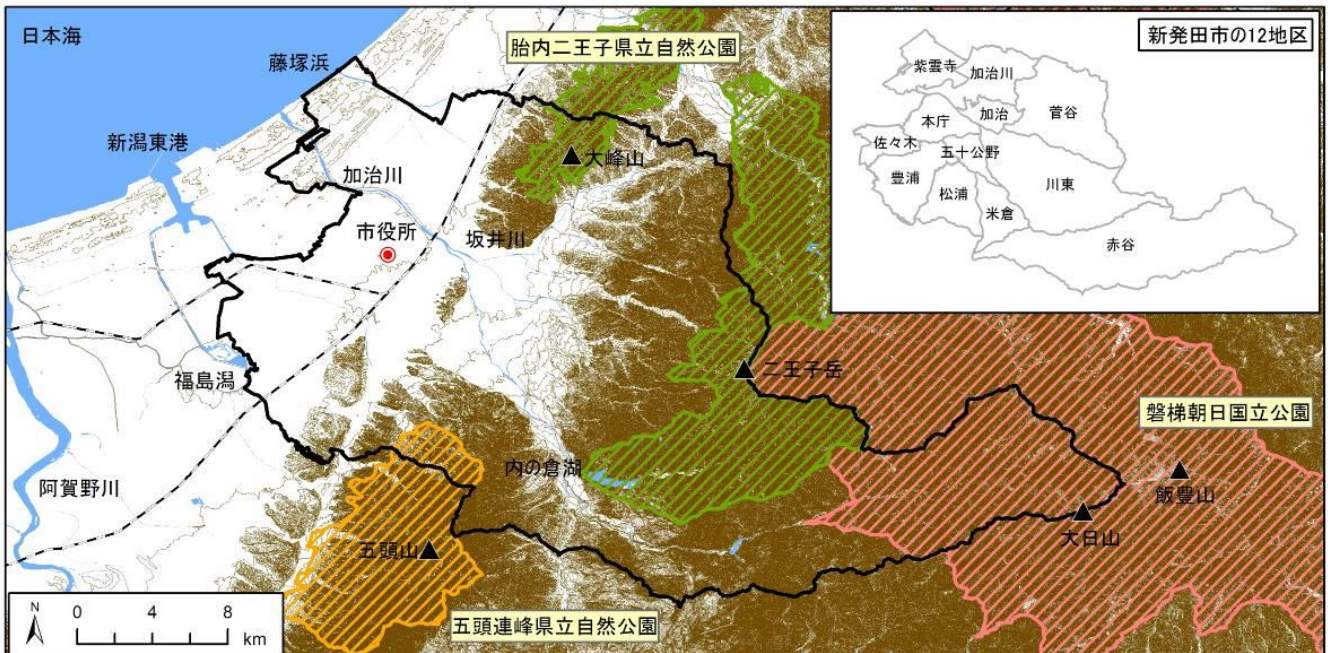 日本海
藤塚浜
新潟東港
加治川
市役所
坂井川
福島潟
阿賀野川
内の倉湖
五頭山
五頭連峰県立自然公園
胎内二王子県立自然公園
大峰山
二王子岳
磐梯朝日国立公園
飯豊山
大日山
新発田市の12地区
紫雲寺
加治川
菅谷
加治
本庁
佐々木
五十公野
豊浦
松浦
川東
米倉
赤谷
N
0 4 8
km